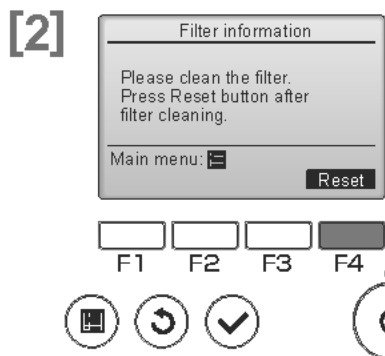 [2]
Filter information
Please clean the filter.
Press Reset button after
filter cleaning.
Main menu:
Reset
F1 F2 F3 F4